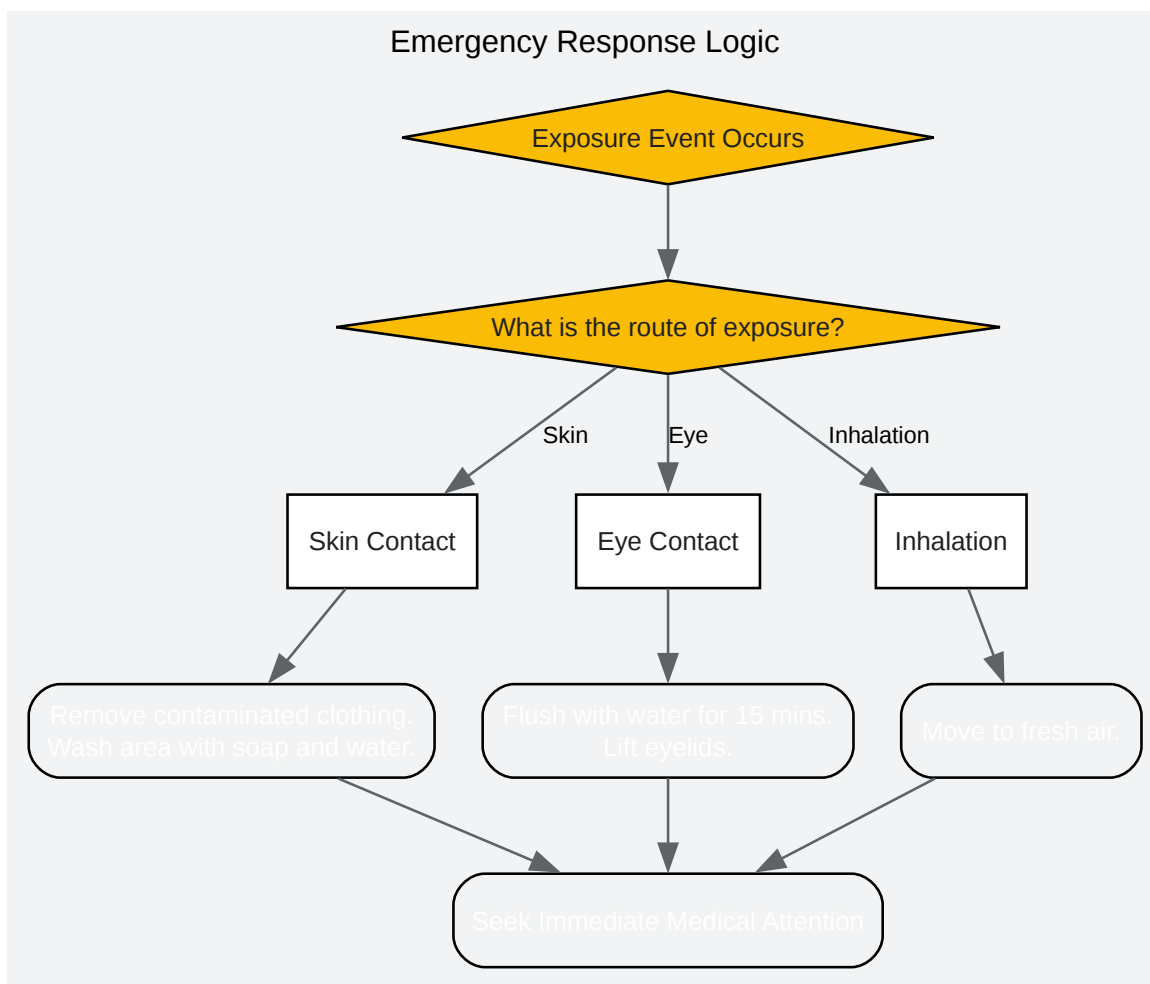 Emergency Response Logic
Exposure Event Occurs
What is the route of exposure?
Skin
Eye
Inhalation
Skin Contact
Eye Contact
Inhalation
Remove contaminated clothing.
Wash area with soap and water.
Flush with water for 15 mins.
Lift eyelids.
Move to fresh air.
Seek Immediate Medical Attention